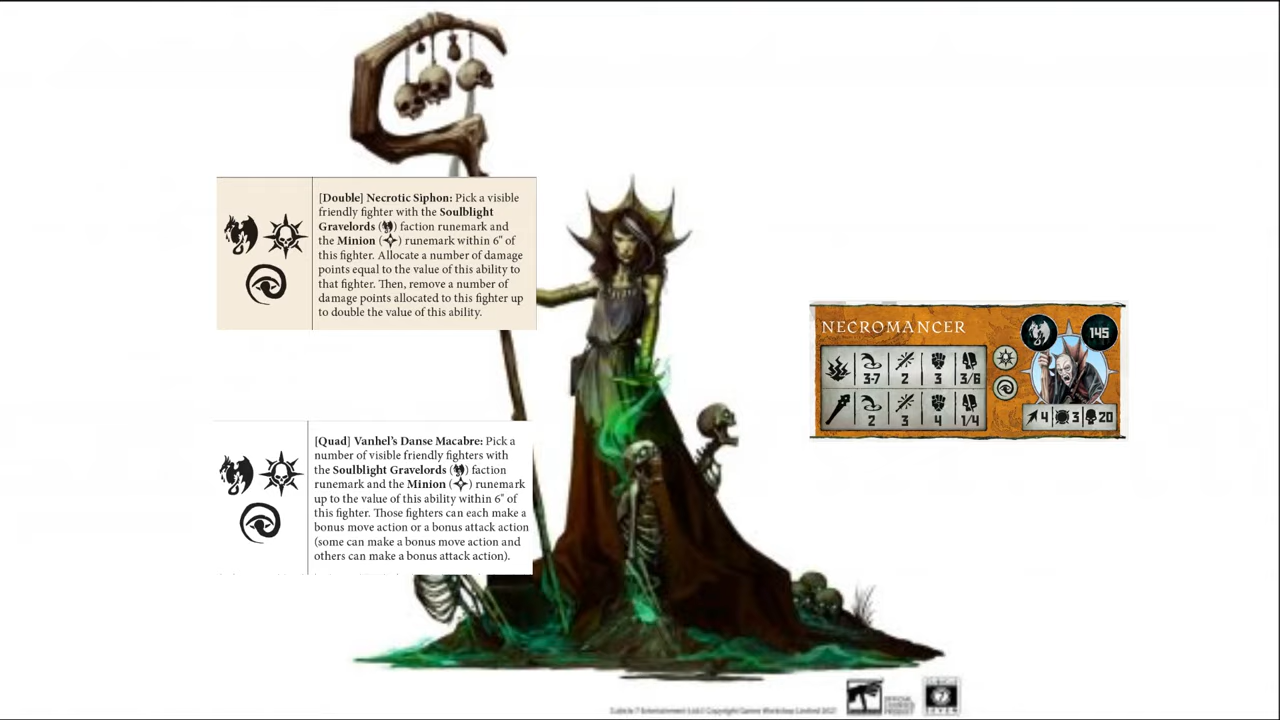 [Double] Necrotic Siphon: Pick a visible
friendly fighter with the Soulblight
Gravelords () faction runemark and
the Minion () runemark within 6" of
this fighter. Allocate a number of damage
points equal to the value of this ability to
that fighter. Then, remove a number of
damage points allocated to this fighter up
to double the value of this ability.
NECROMANCER
145
3-7 2 3 3/6
2 3 4 1/4
4 3 20
[Quad] Vanhel's Danse Macabre: Pick a
number of visible friendly fighters with
the Soulblight Gravelords () faction
runemark and the Minion () runemark
up to the value of this ability within 6" of
this fighter. Those fighters can each make a
bonus move action or a bonus attack action
(some can make a bonus move action and
others can make a bonus attack action).
Copyright Games Workshop Limited